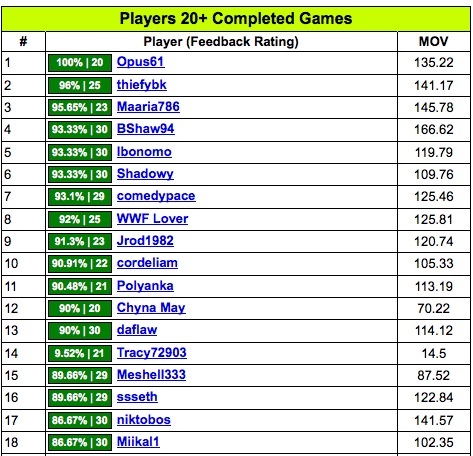 Players 20+ Completed Games
# Player (Feedback Rating) MOV
1 100% | 20 Opus61 135.22
2 96% | 25 thiefybk 141.17
3 95.65% | 23 Maaria786 145.78
4 93.33% | 30 BShaw94 166.62
5 93.33% | 30 lbonomo 119.79
6 93.33% | 30 Shadowy 109.76
7 93.1% | 29 comedypace 125.46
8 92% | 25 WWF Lover 125.81
9 91.3% | 23 Jrod1982 120.74
10 90.91% | 22 cordeliam 105.33
11 90.48% | 21 Polyanka 113.19
12 90% | 20 Chyna May 70.22
13 90% | 30 daflaw 114.12
14 9.52% | 21 Tracy72903 14.5
15 89.66% | 29 Meshell333 87.52
16 89.66% | 29 ssseth 122.84
17 86.67% | 30 niktobos 141.57
18 86.67% | 30 Miikal1 102.35